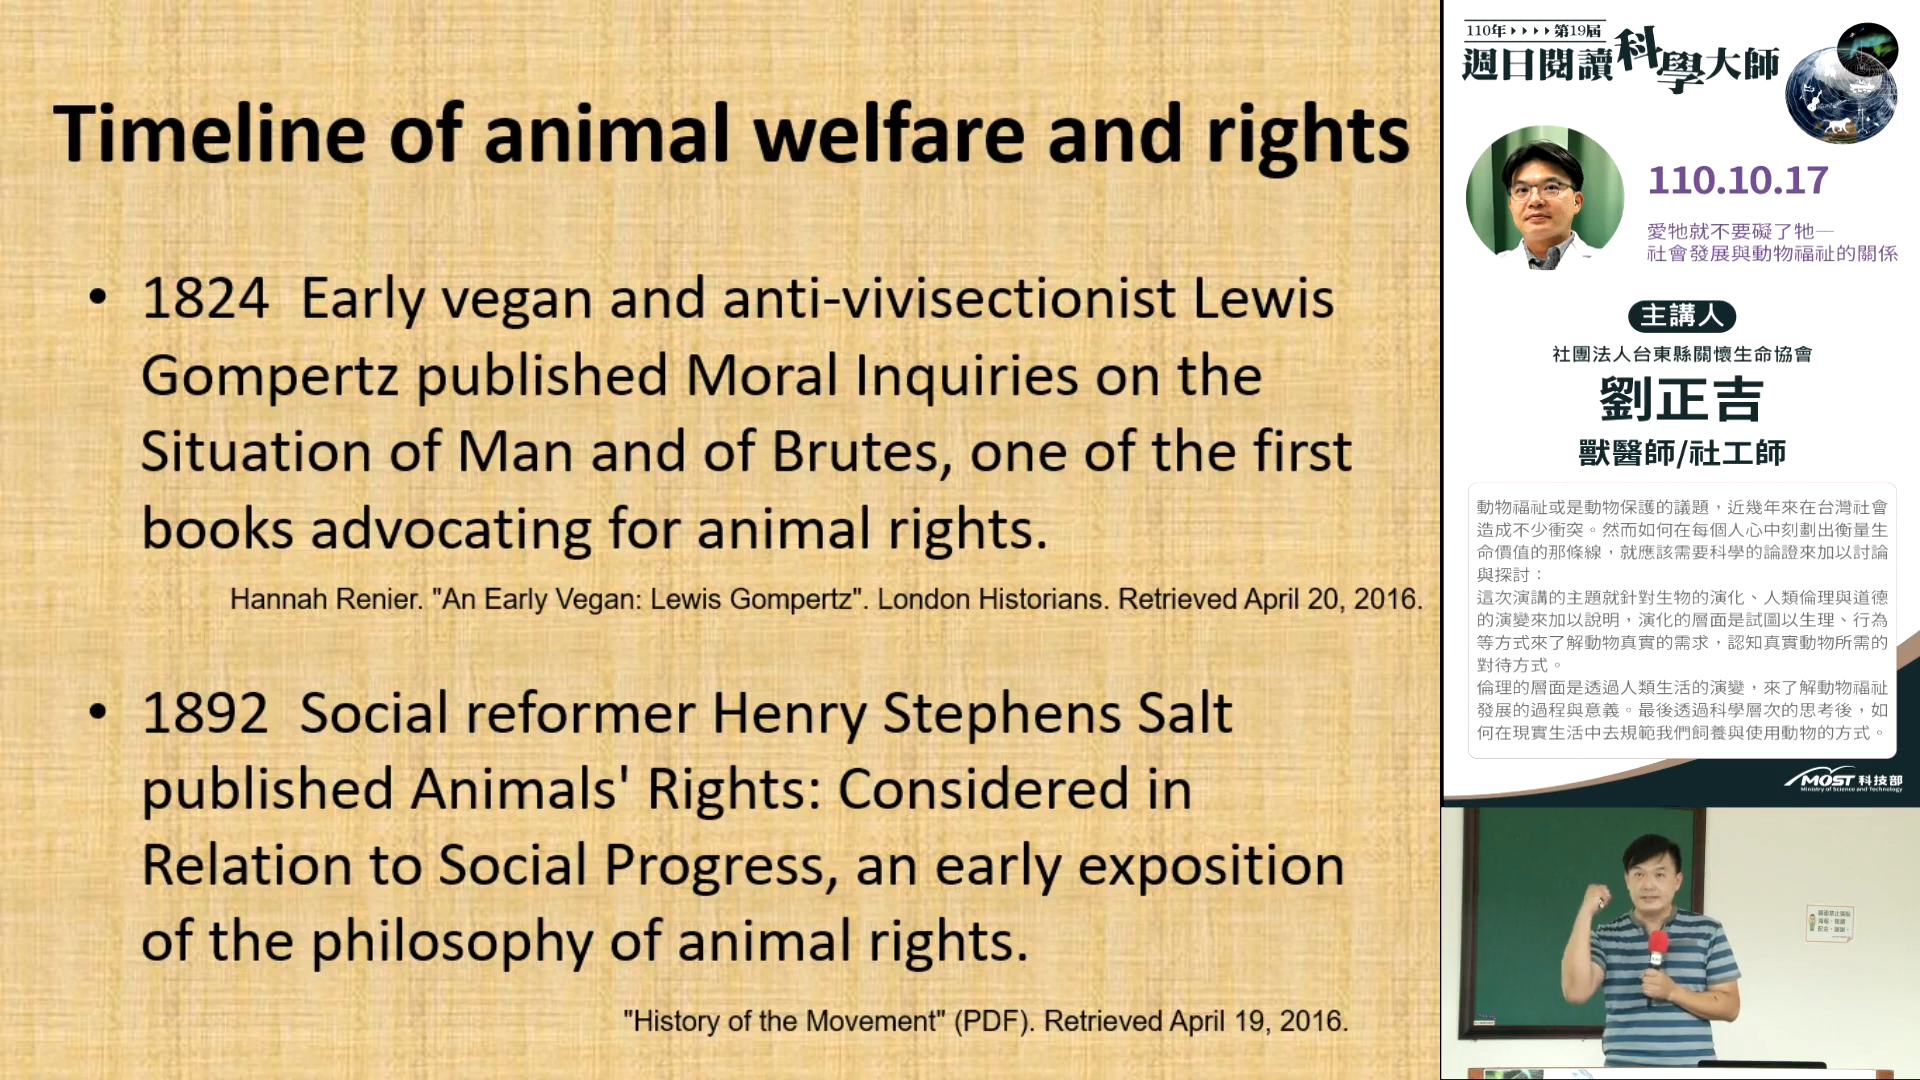 Timeline of animal welfare and rights
• 1824 Early vegan and anti-vivisectionist Lewis
Gompertz published Moral Inquiries on the
Situation of Man and of Brutes, one of the first
books advocating for animal rights.
Hannah Renier. "An Early Vegan: Lewis Gompertz". London Historians. Retrieved April 20, 2016.
• 1892 Social reformer Henry Stephens Salt
published Animals' Rights: Considered in
Relation to Social Progress, an early exposition
of the philosophy of animal rights.
"History of the Movement" (PDF). Retrieved April 19, 2016.
110年 第19屆
週日閱讀科學大師
110.10.17
愛牠就不要礙了牠—
社會發展與動物福祉的關係
主講人
社團法人台東縣關懷生命協會
劉正吉
獸醫師/社工師
動物福祉或是動物保護的議題，近幾年來在台灣社會
造成不少衝突。然而如何在每個人心中刻劃出衡量生
命價值的那條線，就應該需要科學的論證來加以討論
與探討：
這次演講的主題就針對生物的演化、人類倫理與道德
的演變來加以說明，演化的層面是試圖以生理、行為
等方式來了解動物真實的需求，認知真實動物所需的
對待方式。
倫理的層面是透過人類生活的演變，來了解動物福祉
發展的過程與意義。最後透過科學層次的思考後，如
何在現實生活中去規範我們飼養與使用動物的方式。
MOST 科技部
Ministry of Science and Technology